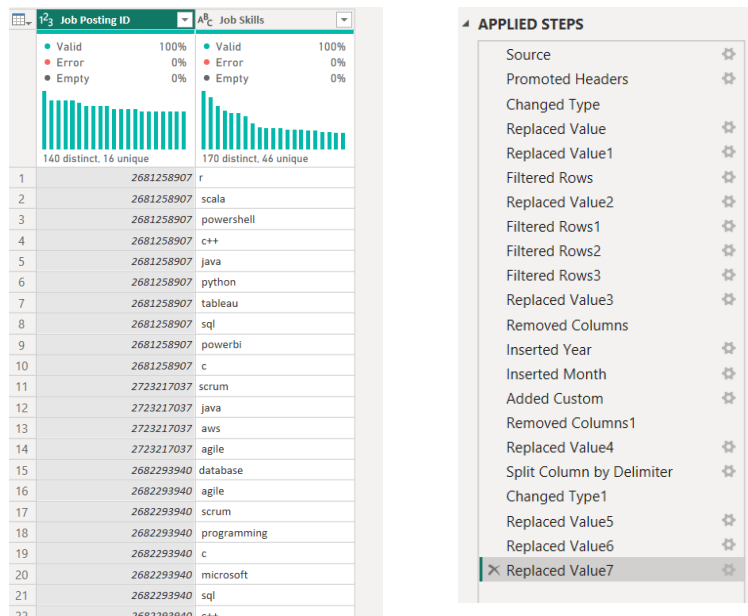 1²3 Job Posting ID
ABC Job Skills
Valid 100%
Error 0%
Empty 0%
Valid 100%
Error 0%
Empty 0%
140 distinct, 16 unique
170 distinct, 46 unique
1 2681258907 r
2 2681258907 scala
3 2681258907 powershell
4 2681258907 c++
5 2681258907 java
6 2681258907 python
7 2681258907 tableau
8 2681258907 sql
9 2681258907 powerbi
10 2681258907 c
11 2723217037 scrum
12 2723217037 java
13 2723217037 aws
14 2723217037 agile
15 2682293940 database
16 2682293940 agile
17 2682293940 scrum
18 2682293940 programming
19 2682293940 c
20 2682293940 microsoft
21 2682293940 sql
22 2682293940 c++
APPLIED STEPS
Source
Promoted Headers
Changed Type
Replaced Value
Replaced Value1
Filtered Rows
Replaced Value2
Filtered Rows1
Filtered Rows2
Filtered Rows3
Replaced Value3
Removed Columns
Inserted Year
Inserted Month
Added Custom
Removed Columns1
Replaced Value4
Split Column by Delimiter
Changed Type1
Replaced Value5
Replaced Value6
Replaced Value7